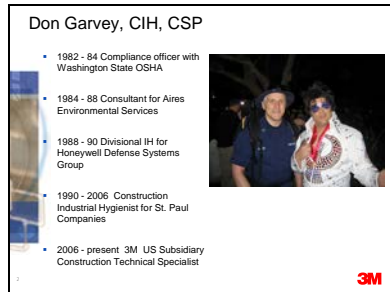 Don Garvey, CIH, CSP
▪ 1982 - 84 Compliance officer with
Washington State OSHA
▪ 1984 - 88 Consultant for Aires
Environmental Services
▪ 1988 - 90 Divisional IH for
Honeywell Defense Systems
Group
▪ 1990 - 2006 Construction
Industrial Hygienist for St. Paul
Companies
▪ 2006 - present 3M US Subsidiary
Construction Technical Specialist
2
3M